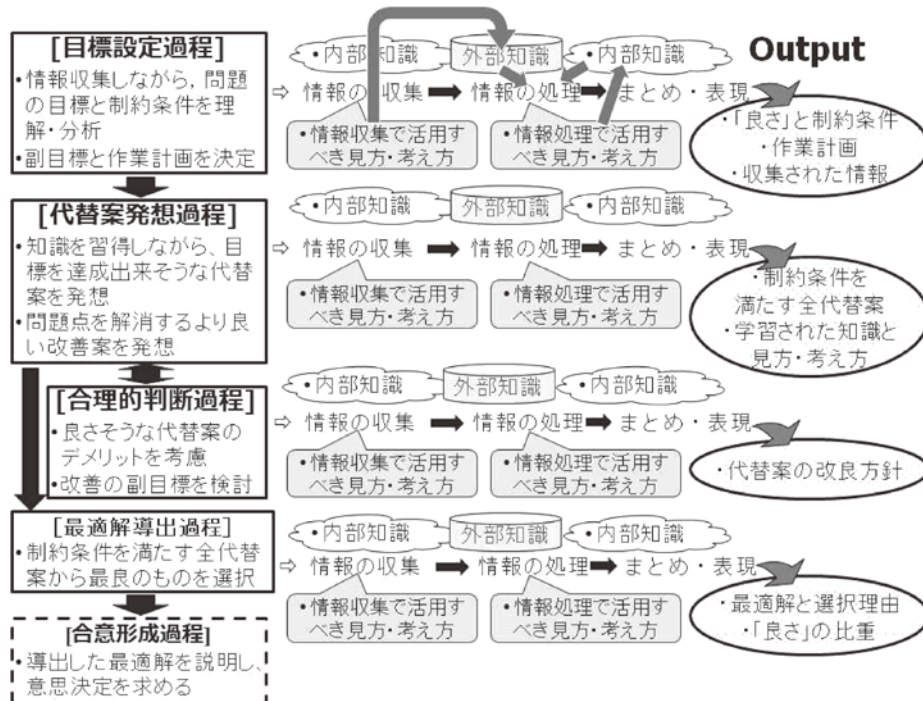 [目標設定過程]
・情報収集しながら,問題
の目標と制約条件を理
解・分析
・副目標と作業計画を決定
・内部知識
外部知識
・内部知識
Output
⇨ 情報の収集 ➡ 情報の処理 ➡ まとめ・表現
・情報収集で活用す
べき見方・考え方
・情報処理で活用す
べき見方・考え方
・「良さ」と制約条件
・作業計画
・収集された情報
[代替案発想過程]
・知識を習得しながら、目
標を達成出来そうな代替
案を発想
・問題点を解消するより良
い改善案を発想
・内部知識
外部知識
・内部知識
⇨ 情報の収集 ➡ 情報の処理 ➡ まとめ・表現
・情報収集で活用す
べき見方・考え方
・情報処理で活用す
べき見方・考え方
・制約条件を
満たす全代替案
・学習された知識と
見方・考え方
[合理的判断過程]
・良さそうな代替案の
デメリットを考慮
・改善の副目標を検討
・内部知識
外部知識
・内部知識
⇨ 情報の収集 ➡ 情報の処理 ➡ まとめ・表現
・情報収集で活用す
べき見方・考え方
・情報処理で活用す
べき見方・考え方
・代替案の改良方針
[最適解導出過程]
・制約条件を満たす全代替
案から最良のものを選択
・内部知識
外部知識
・内部知識
⇨ 情報の収集 ➡ 情報の処理 ➡ まとめ・表現
・情報収集で活用す
べき見方・考え方
・情報処理で活用す
べき見方・考え方
・最適解と選択理由
・「良さ」の比重
[合意形成過程]
・導出した最適解を説明し、
意思決定を求める